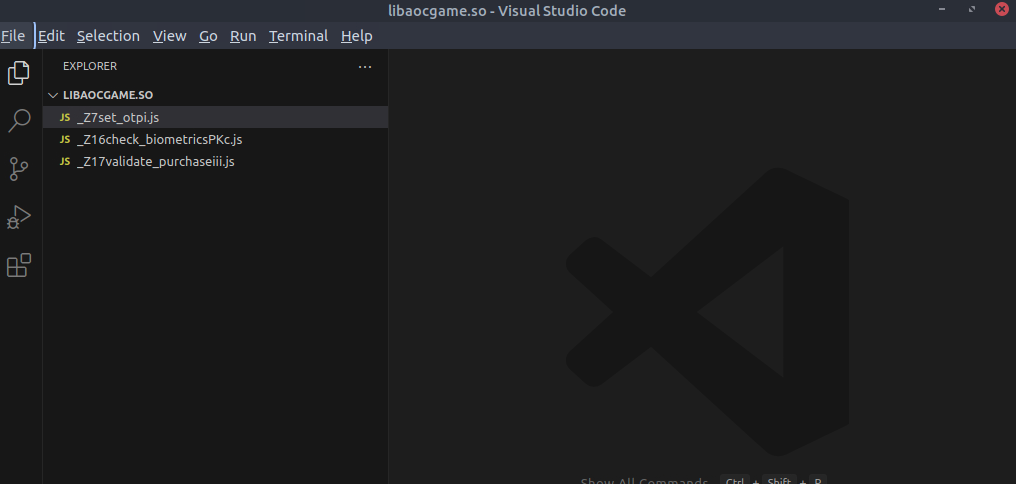 libaocgame.so - Visual Studio Code
File Edit Selection View Go Run Terminal Help
EXPLORER
LIBAOCGAME.SO
JS _Z7set_otpi.js
JS _Z16check_biometricsPKc.js
JS _Z17validate_purchaseiii.js
Show All Commands Ctrl + Shift + P